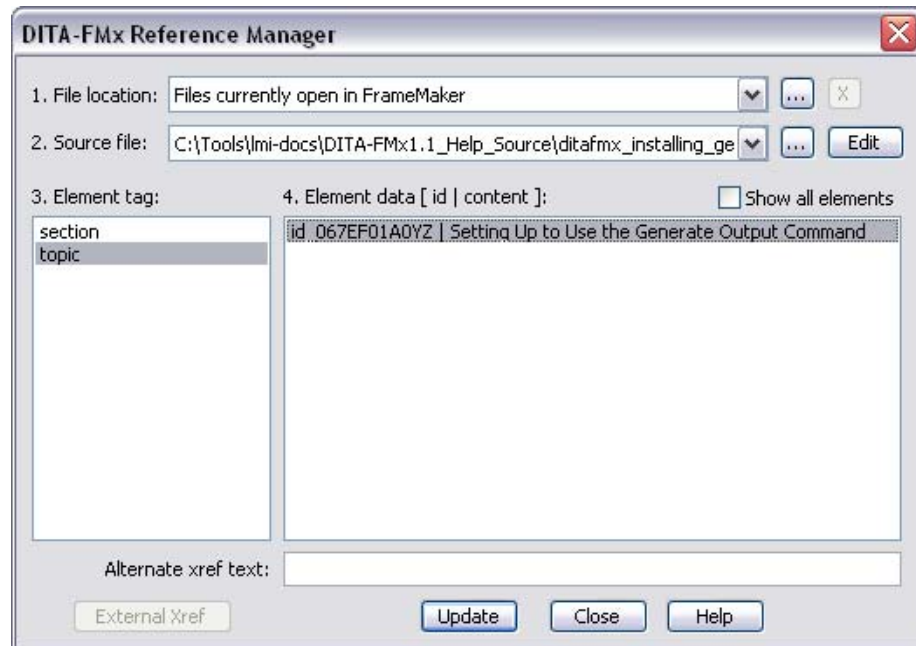 DITA-FMx Reference Manager
1. File location: Files currently open in FrameMaker ... X
2. Source file: C:\Tools\lmi-docs\DITA-FMx1.1_Help_Source\ditafmx_installing_ge ... Edit
3. Element tag: 4. Element data [ id | content ]: Show all elements
section id_067EF01A0YZ | Setting Up to Use the Generate Output Command
topic
Alternate xref text:
External Xref Update Close Help